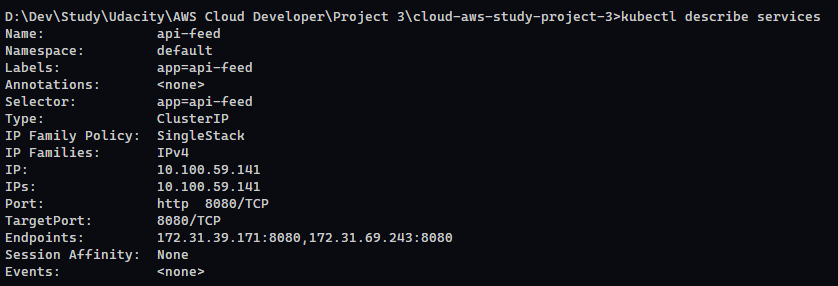 D:\Dev\Study\Udacity\AWS Cloud Developer\Project 3\cloud-aws-study-project-3>kubectl describe services
Name:              api-feed
Namespace:         default
Labels:            app=api-feed
Annotations:       <none>
Selector:          app=api-feed
Type:              ClusterIP
IP Family Policy:  SingleStack
IP Families:       IPv4
IP:                10.100.59.141
IPs:               10.100.59.141
Port:              http  8080/TCP
TargetPort:        8080/TCP
Endpoints:         172.31.39.171:8080,172.31.69.243:8080
Session Affinity:  None
Events:            <none>